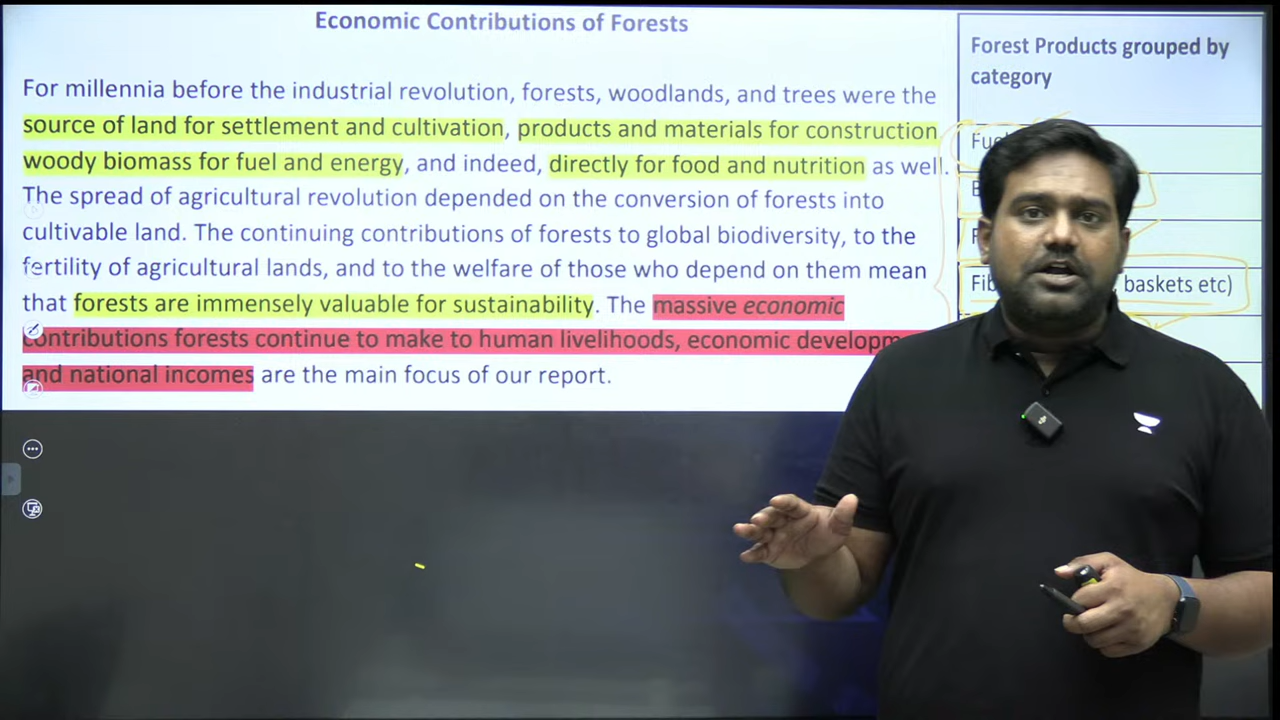 Economic Contributions of Forests
For millennia before the industrial revolution, forests, woodlands, and trees were the
source of land for settlement and cultivation, products and materials for construction
woody biomass for fuel and energy, and indeed, directly for food and nutrition as well.
The spread of agricultural revolution depended on the conversion of forests into
cultivable land. The continuing contributions of forests to global biodiversity, to the
fertility of agricultural lands, and to the welfare of those who depend on them mean
that forests are immensely valuable for sustainability. The massive economic
contributions forests continue to make to human livelihoods, economic
and national incomes are the main focus of our report.
Forest Products grouped by
category
baskets etc)